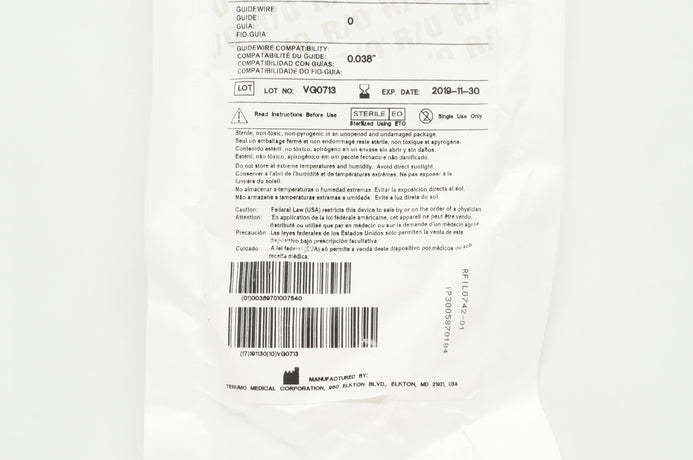 GUIDEWIRE:
GUIDE: 0
GUIA:
FIO-GUIA:
GUIDEWIRE COMPATIBILITY:
COMPATABILITÉ DU GUIDE: 0.038"
COMPATIBILIDAD CON GUÍAS:
COMPATIBILIDADE DO FIO-GUIA:
LOT LOT NO: VG0713 EXP. DATE: 2019-11-30
Read Instructions Before Use STERILE EO Single Use Only
Sterilized Using ETO
Sterile, non-toxic, non-pyrogenic in an unopened and undamaged package.
Seul un emballage fermé et non endommagé reste stérile, non toxique et apyrogène.
Contenido estéril, no tóxico, apirógeno en un envase sin abrir y sin daños.
Estéril, não tóxico, apirogênico em um pacote fechado e não danificado.
Do not store at extreme temperatures and humidity. Avoid direct sunlight.
Conserver à l'abri de l'humidité et de températures extrêmes. Ne pas exposer à la
lumière du soleil.
No almacenar a temperaturas o humedad extremas. Evitar la exposición directa al sol.
Não armazene a temperaturas extremas e umidade. Evite a luz direta do sol.
Caution: Federal Law (USA) restricts this device to sale by or on the order of a physician.
Attention: En application de la loi fédérale américaine, cet appareil ne peut être vendu,
distribué ou utilisé que par en médecin ou sur la demande d'un médecin agréé.
Precaución: Las leyes federales de los Estados Unidos sólo permiten la venta de este
dispositivo bajo prescripción facultativa.
Cuidado: A lei federal (EUA) só permite a venda deste dispositivo por médicos ou sob
receita médica.
(01)00389701007540
(17)191130(10)VG0713
RFIL0742-01
IP3005870184
MANUFACTURED BY:
TERUMO MEDICAL CORPORATION, 950 ELKTON BLVD., ELKTON, MD 21921, USA
R/O R/O R/O
R/O R/O